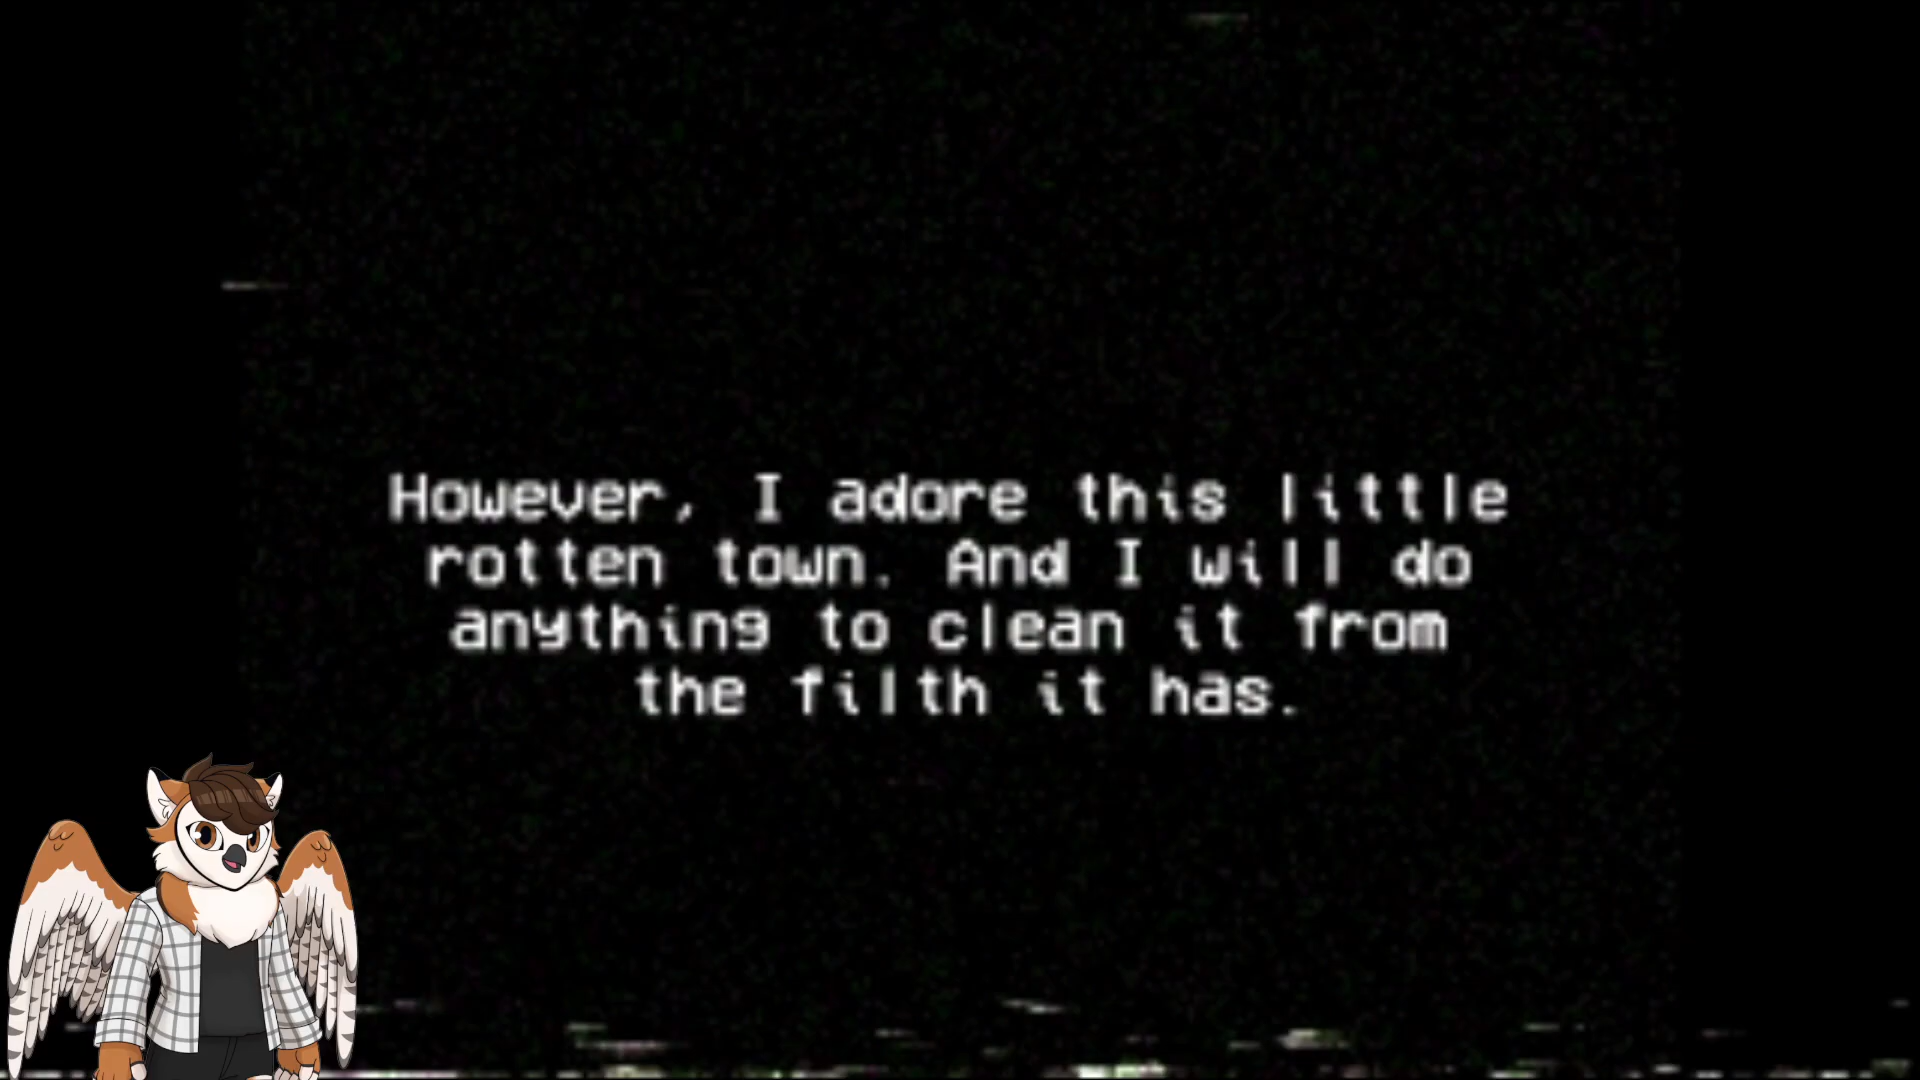 However, I adore this little
rotten town. And I will do
anything to clean it from
the filth it has.